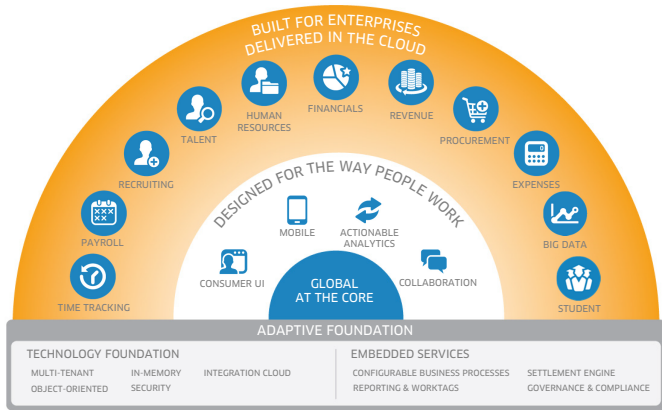 BUILT FOR ENTERPRISES
DELIVERED IN THE CLOUD
TIME TRACKING
PAYROLL
RECRUITING
TALENT
HUMAN
RESOURCES
FINANCIALS
REVENUE
PROCUREMENT
EXPENSES
BIG DATA
STUDENT
DESIGNED FOR THE WAY PEOPLE WORK
CONSUMER UI
MOBILE
ACTIONABLE
ANALYTICS
COLLABORATION
GLOBAL
AT THE CORE
ADAPTIVE FOUNDATION
TECHNOLOGY FOUNDATION
MULTI-TENANT
IN-MEMORY
INTEGRATION CLOUD
OBJECT-ORIENTED
SECURITY
EMBEDDED SERVICES
CONFIGURABLE BUSINESS PROCESSES
SETTLEMENT ENGINE
REPORTING & WORKTAGS
GOVERNANCE & COMPLIANCE